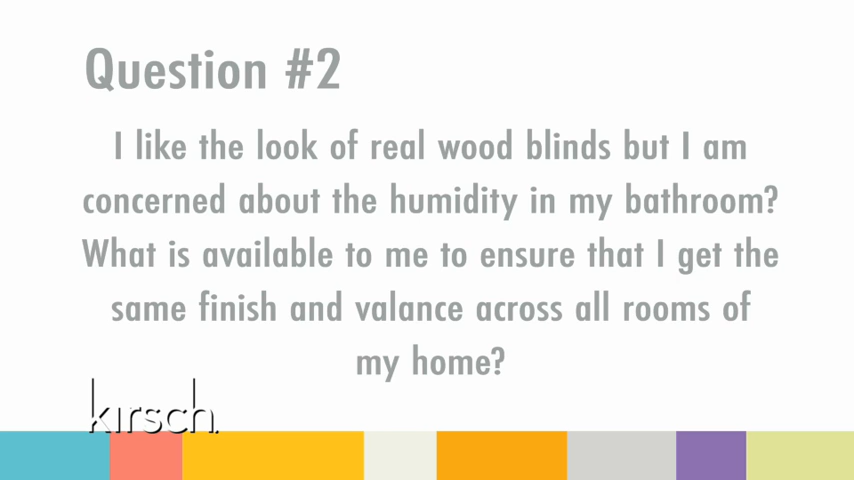 Question #2
I like the look of real wood blinds but I am
concerned about the humidity in my bathroom?
What is available to me to ensure that I get the
same finish and valance across all rooms of
my home?
kirsch.